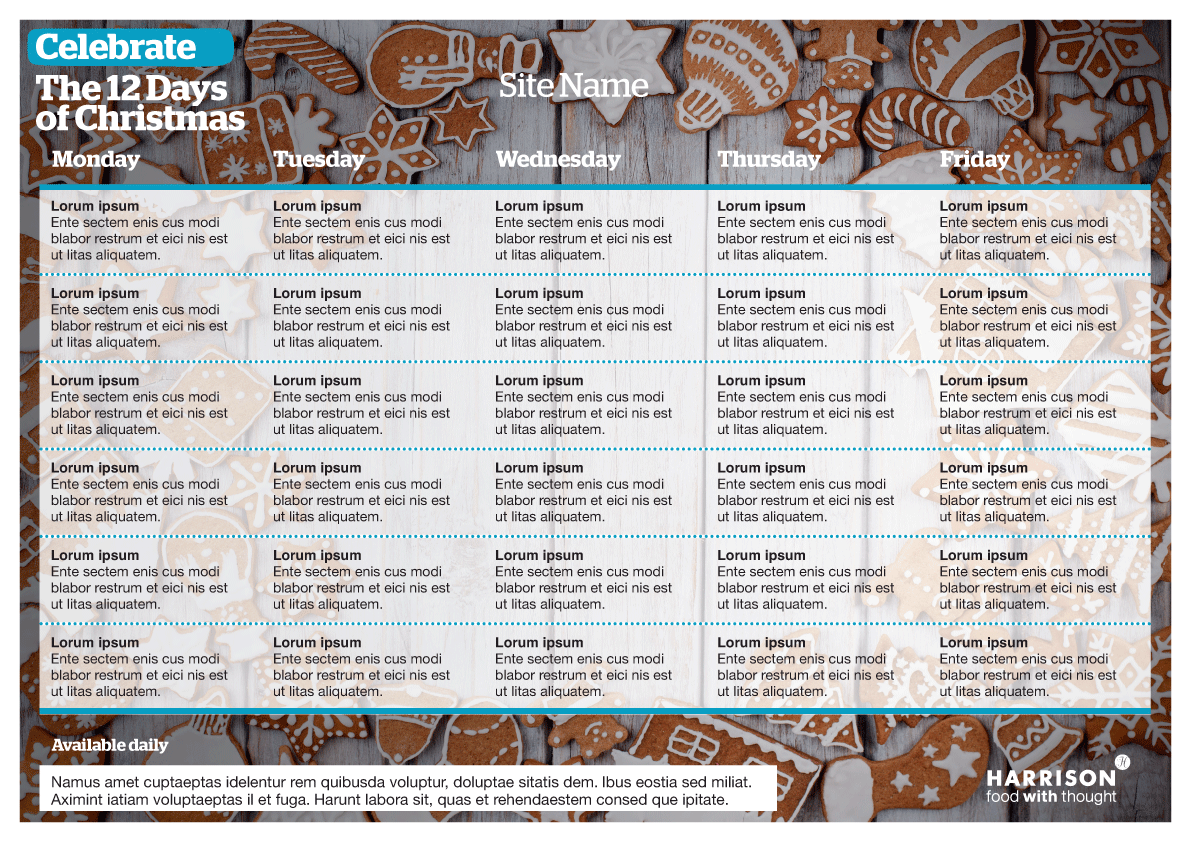 Celebrate
The 12 Days
of Christmas
Site Name
Monday Tuesday Wednesday Thursday Friday
Lorum ipsum Lorum ipsum Lorum ipsum Lorum ipsum Lorum ipsum
Ente sectem enis cus modi Ente sectem enis cus modi Ente sectem enis cus modi Ente sectem enis cus modi Ente sectem enis cus modi
blabor restrum et eici nis est blabor restrum et eici nis est blabor restrum et eici nis est blabor restrum et eici nis est blabor restrum et eici nis est
ut litas aliquatem. ut litas aliquatem. ut litas aliquatem. ut litas aliquatem. ut litas aliquatem.
Lorum ipsum Lorum ipsum Lorum ipsum Lorum ipsum Lorum ipsum
Ente sectem enis cus modi Ente sectem enis cus modi Ente sectem enis cus modi Ente sectem enis cus modi Ente sectem enis cus modi
blabor restrum et eici nis est blabor restrum et eici nis est blabor restrum et eici nis est blabor restrum et eici nis est blabor restrum et eici nis est
ut litas aliquatem. ut litas aliquatem. ut litas aliquatem. ut litas aliquatem. ut litas aliquatem.
Lorum ipsum Lorum ipsum Lorum ipsum Lorum ipsum Lorum ipsum
Ente sectem enis cus modi Ente sectem enis cus modi Ente sectem enis cus modi Ente sectem enis cus modi Ente sectem enis cus modi
blabor restrum et eici nis est blabor restrum et eici nis est blabor restrum et eici nis est blabor restrum et eici nis est blabor restrum et eici nis est
ut litas aliquatem. ut litas aliquatem. ut litas aliquatem. ut litas aliquatem. ut litas aliquatem.
Lorum ipsum Lorum ipsum Lorum ipsum Lorum ipsum Lorum ipsum
Ente sectem enis cus modi Ente sectem enis cus modi Ente sectem enis cus modi Ente sectem enis cus modi Ente sectem enis cus modi
blabor restrum et eici nis est blabor restrum et eici nis est blabor restrum et eici nis est blabor restrum et eici nis est blabor restrum et eici nis est
ut litas aliquatem. ut litas aliquatem. ut litas aliquatem. ut litas aliquatem. ut litas aliquatem.
Lorum ipsum Lorum ipsum Lorum ipsum Lorum ipsum Lorum ipsum
Ente sectem enis cus modi Ente sectem enis cus modi Ente sectem enis cus modi Ente sectem enis cus modi Ente sectem enis cus modi
blabor restrum et eici nis est blabor restrum et eici nis est blabor restrum et eici nis est blabor restrum et eici nis est blabor restrum et eici nis est
ut litas aliquatem. ut litas aliquatem. ut litas aliquatem. ut litas aliquatem. ut litas aliquatem.
Lorum ipsum Lorum ipsum Lorum ipsum Lorum ipsum Lorum ipsum
Ente sectem enis cus modi Ente sectem enis cus modi Ente sectem enis cus modi Ente sectem enis cus modi Ente sectem enis cus modi
blabor restrum et eici nis est blabor restrum et eici nis est blabor restrum et eici nis est blabor restrum et eici nis est blabor restrum et eici nis est
ut litas aliquatem. ut litas aliquatem. ut litas aliquatem. ut litas aliquatem. ut litas aliquatem.
Available daily
Namus amet cuptaeptas idelentur rem quibusda voluptur, doluptae sitatis dem. Ibus eostia sed miliat.
Aximint iatiam voluptaeptas il et fuga. Harunt labora sit, quas et rehendaestem consed que ipitate.
HARRISON H
food with thought